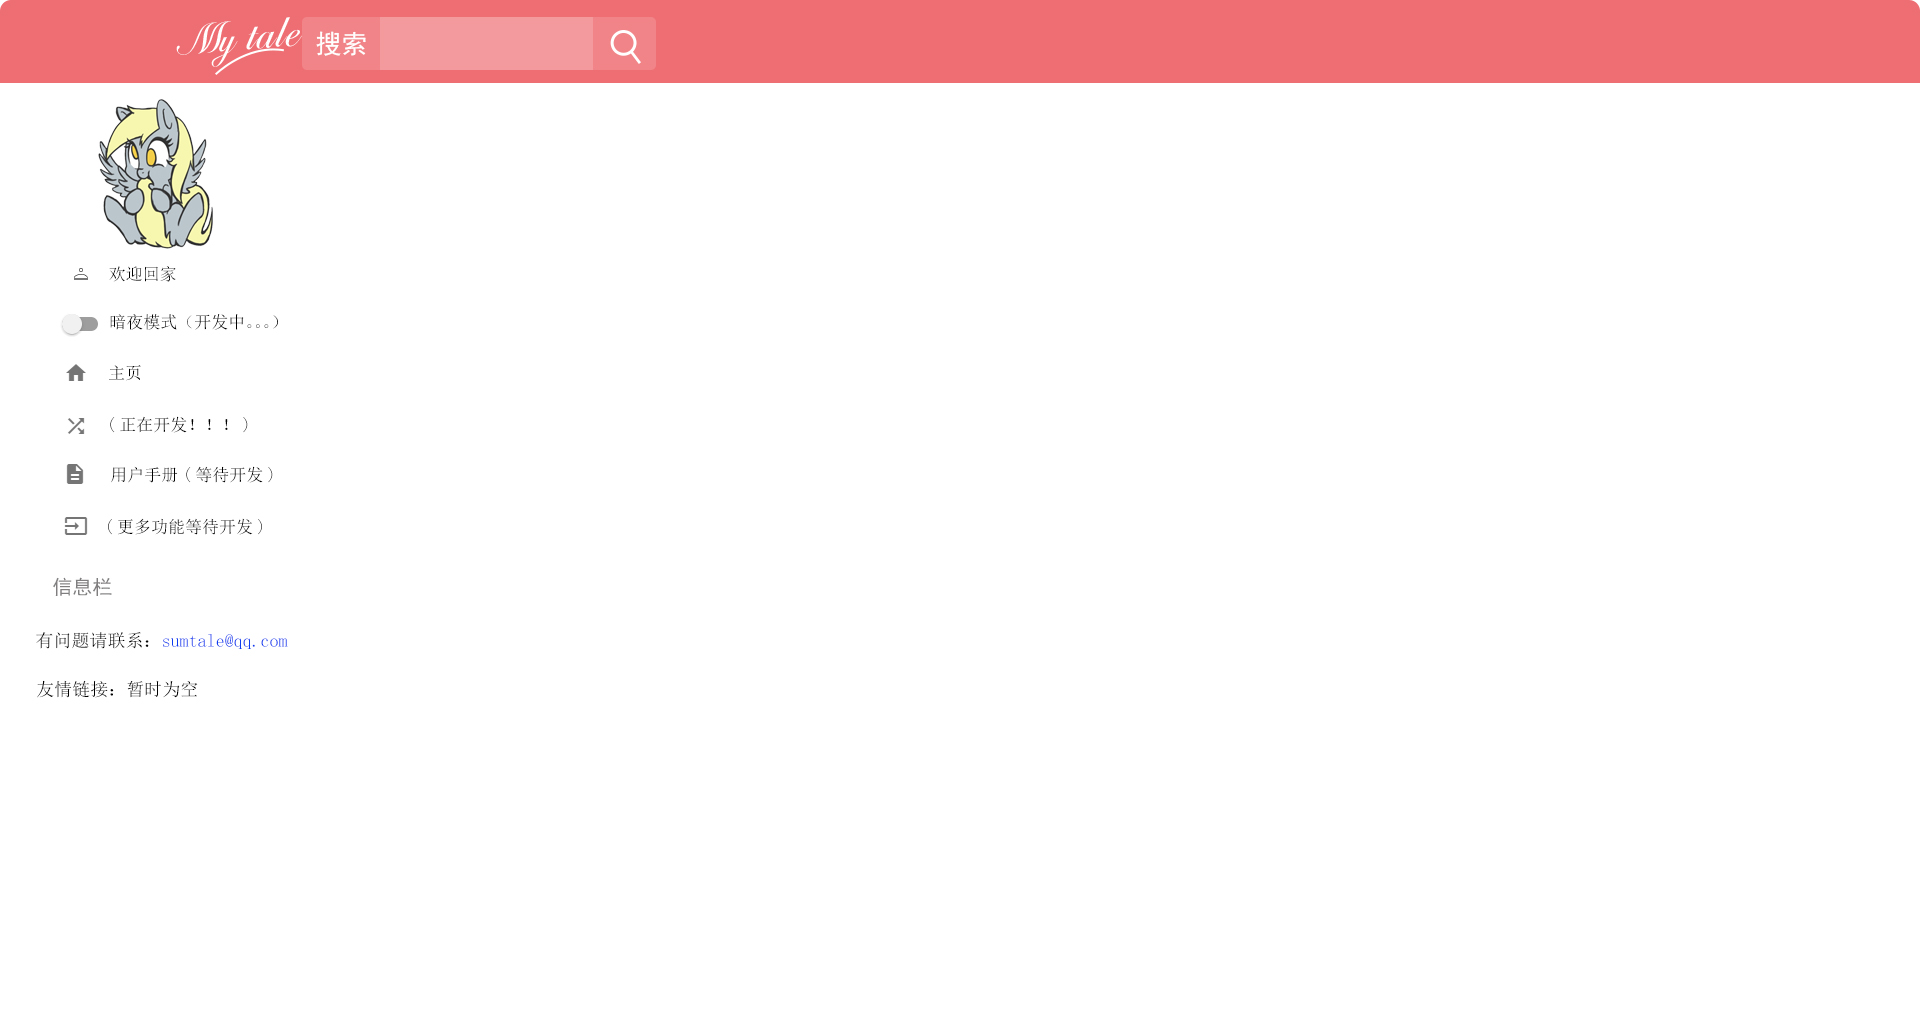 My tale 搜索
欢迎回家
暗夜模式（开发中。。。）
主页
（正在开发！！！）
用户手册（等待开发）
（更多功能等待开发）
信息栏
有问题请联系：sumtale@qq.com
友情链接：暂时为空